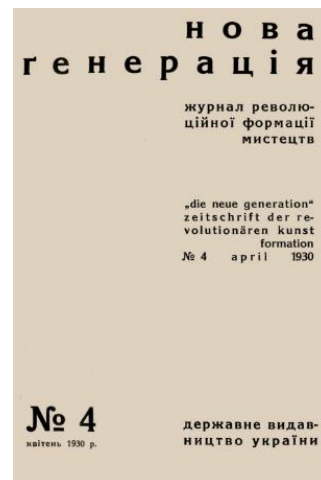 нова
ґенерація
журнал револю-
ційної формації
мистецтв
„die neue generation“
zeitschrift der re-
volutionären kunst
formation
№ 4 april 1930
№ 4
квітень 1930 р.
державне видав-
ництво україни